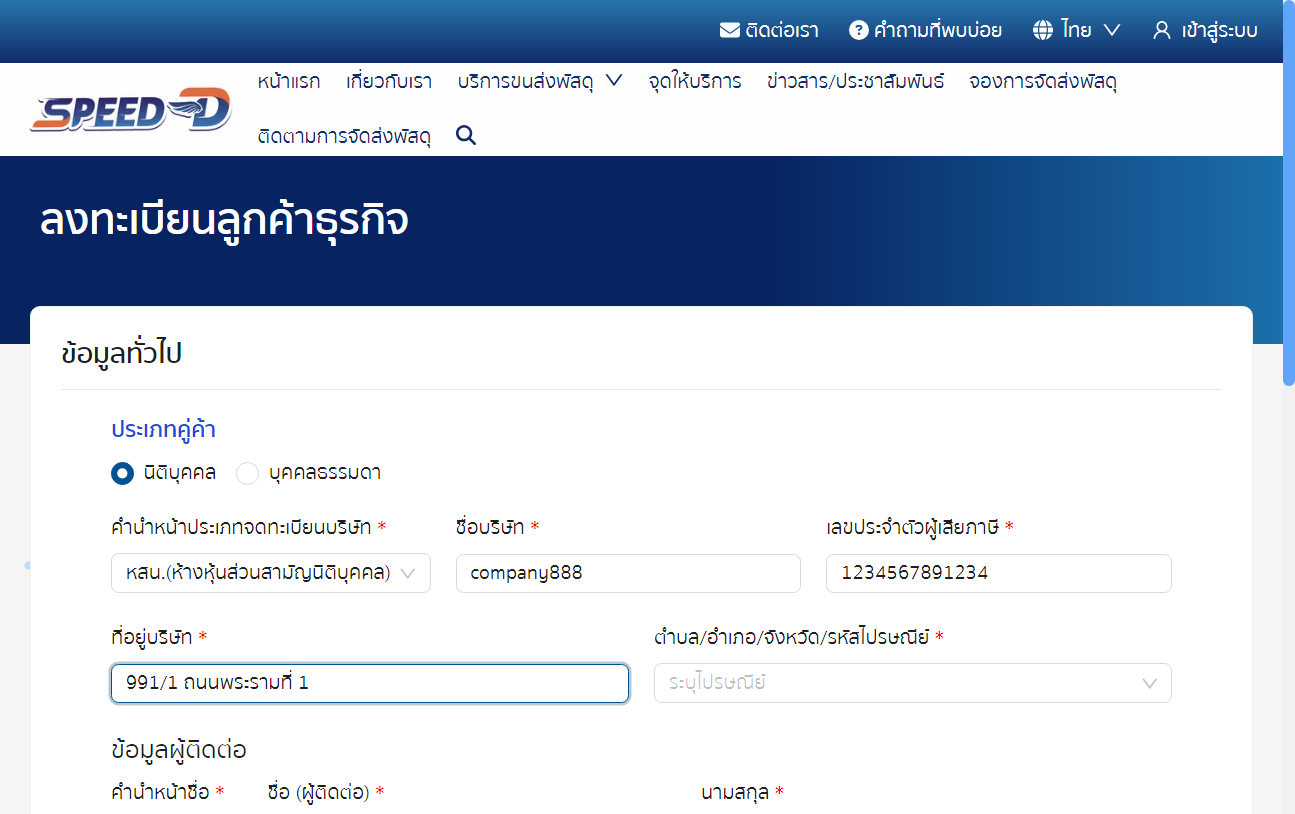 ติดต่อเรา คำถามที่พบบ่อย ไทย เข้าสู่ระบบ
SPEED-D
หน้าแรก เกี่ยวกับเรา บริการขนส่งพัสดุ จุดให้บริการ ข่าวสาร/ประชาสัมพันธ์ จองการจัดส่งพัสดุ
ติดตามการจัดส่งพัสดุ
ลงทะเบียนลูกค้าธุรกิจ
ข้อมูลทั่วไป
ประเภทคู่ค้า
นิติบุคคล บุคคลธรรมดา
คำนำหน้าประเภทจดทะเบียนบริษัท * ชื่อบริษัท * เลขประจำตัวผู้เสียภาษี *
หสน.(ห้างหุ้นส่วนสามัญนิติบุคคล) company888 1234567891234
ที่อยู่บริษัท * ตำบล/อำเภอ/จังหวัด/รหัสไปรษณีย์ *
991/1 ถนนพระรามที่ 1 ระบุไปรษณีย์
ข้อมูลผู้ติดต่อ
คำนำหน้าชื่อ * ชื่อ (ผู้ติดต่อ) * นามสกุล *